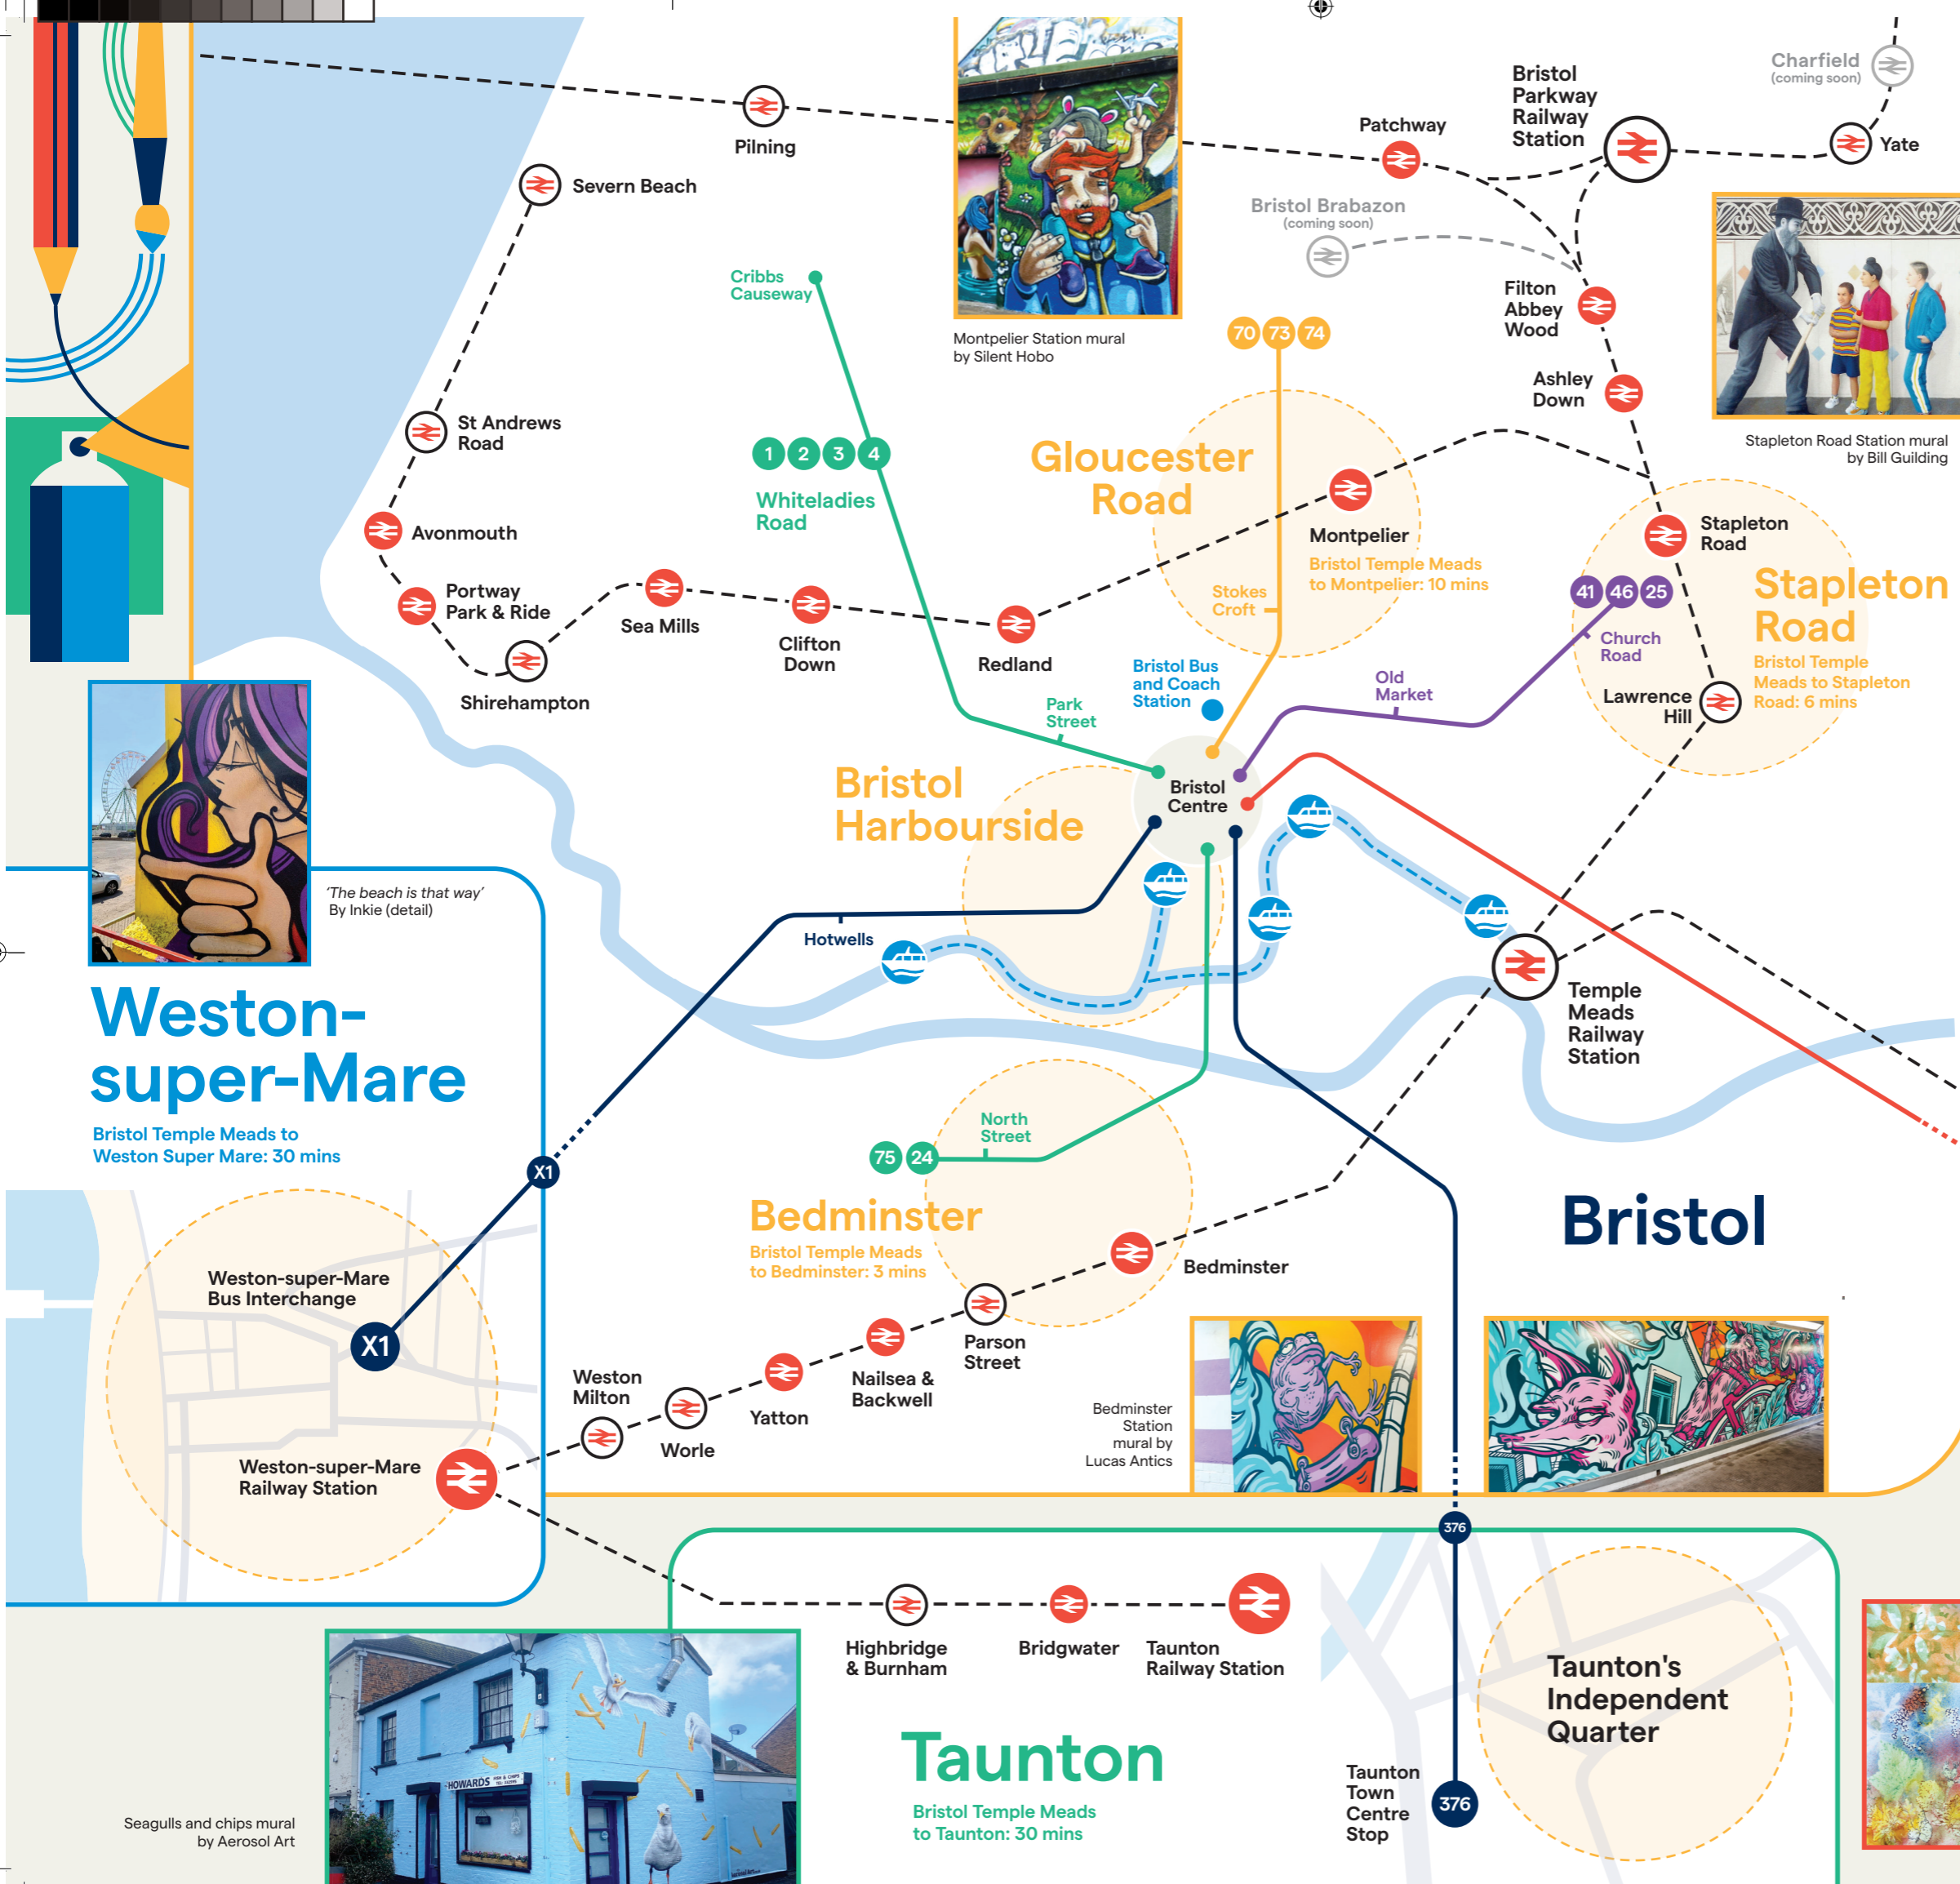 Pilning
Severn Beach
Cribbs
Causeway
Montpelier Station mural
by Silent Hobo
Patchway
Bristol
Parkway
Railway
Station
Charfield
(coming soon)
Yate
Bristol Brabazon
(coming soon)
Filton
Abbey
Wood
Ashley
Down
Stapleton Road Station mural
by Bill Guilding
70 73 74
St Andrews
Road
1 2 3 4
Whiteladies
Road
Gloucester
Road
Avonmouth
Portway
Park & Ride
Sea Mills
Clifton
Down
Redland
Shirehampton
Montpelier
Bristol Temple Meads
to Montpelier: 10 mins
Stokes
Croft
Stapleton
Road
41 46 25
Church
Road
Stapleton
Road
Bristol Temple
Meads to Stapleton
Road: 6 mins
Lawrence
Hill
Old
Market
Bristol Bus
and Coach
Station
Park
Street
Bristol
Centre
Bristol
Harbourside
Hotwells
'The beach is that way'
By Inkie (detail)
Weston-
super-Mare
Bristol Temple Meads to
Weston Super Mare: 30 mins
X1
Temple
Meads
Railway
Station
North
Street
75 24
Bedminster
Bristol Temple Meads
to Bedminster: 3 mins
Bedminster
Bristol
Weston-super-Mare
Bus Interchange
X1
Parson
Street
Nailsea &
Backwell
Yatton
Worle
Weston
Milton
Weston-super-Mare
Railway Station
Bedminster
Station
mural by
Lucas Antics
376
Highbridge
& Burnham
Bridgwater
Taunton
Railway Station
Taunton's
Independent
Quarter
Taunton
Bristol Temple Meads
to Taunton: 30 mins
Taunton
Town
Centre
Stop
376
HOWARDS FISH & CHIPS
Seagulls and chips mural
by Aerosol Art